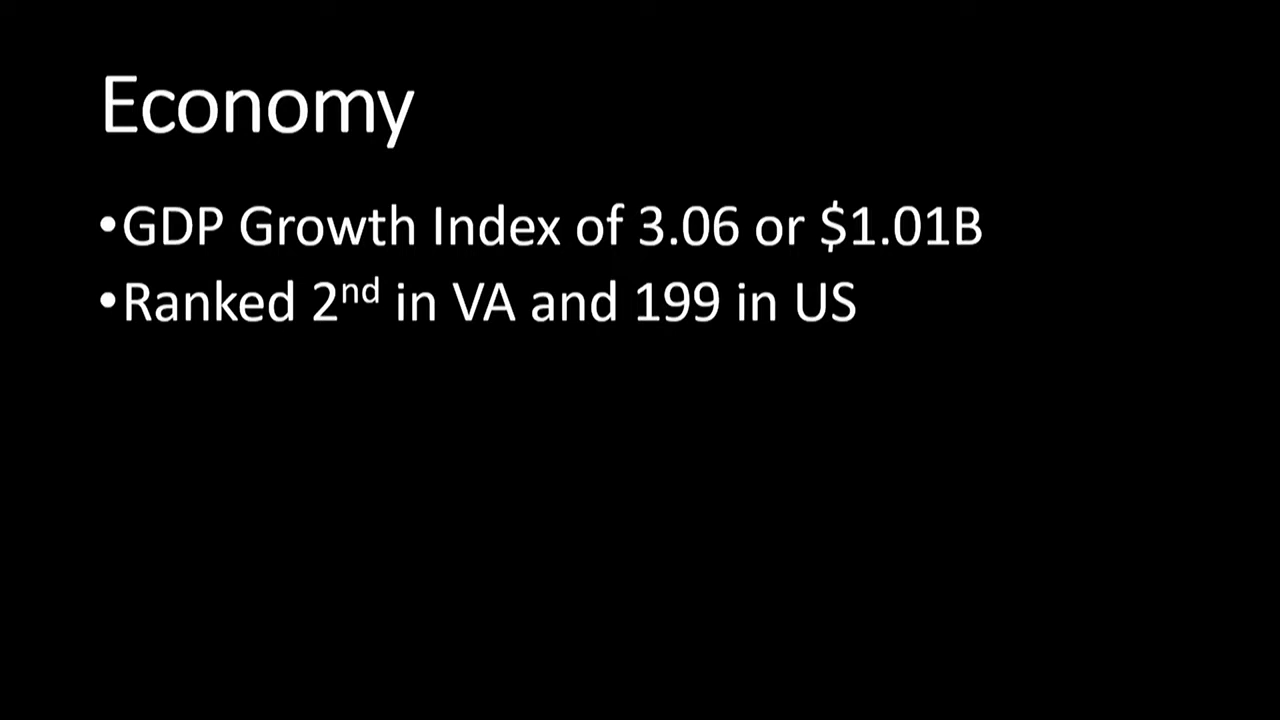 Economy
•GDP Growth Index of 3.06 or $1.01B
•Ranked 2nd in VA and 199 in US